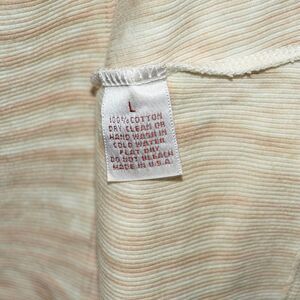 L
100% COTTON
DRY CLEAN OR
HAND WASH IN
COLD WATER
FLAT DRY
DO NOT BLEACH
MADE IN U.S.A.